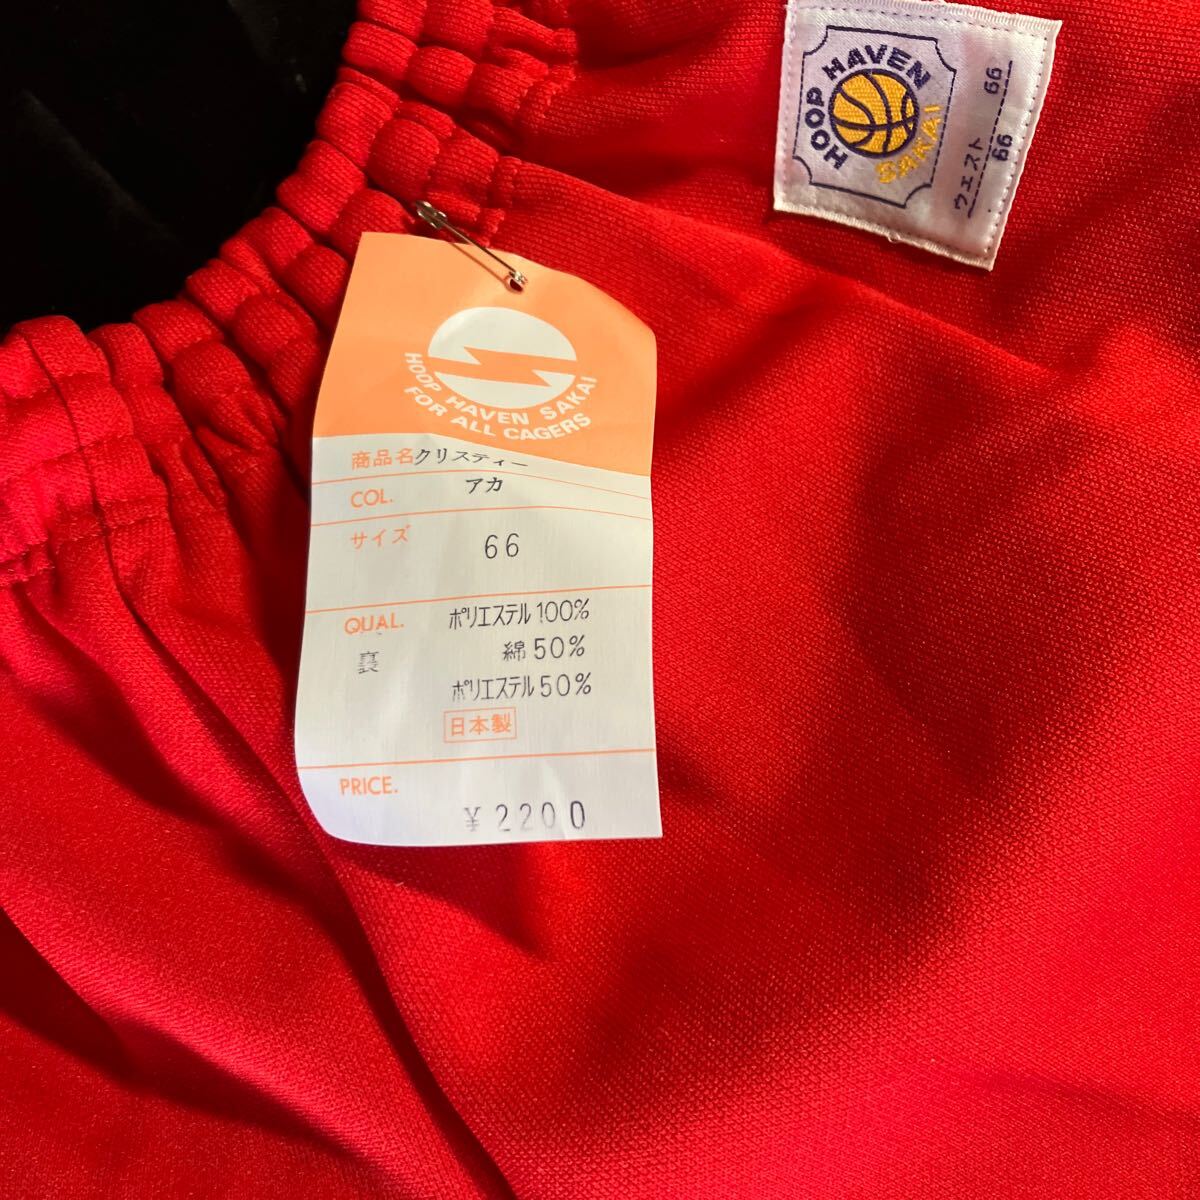 HOOP HAVEN
SAKAI
ウエスト
66
66
HOOP HAVEN SAKAI
FOR ALL CAGERS
商品名 クリスティー
COL. アカ
サイズ 66
QUAL. ポリエステル100%
裏 綿50%
ポリエステル50%
日本製
PRICE.
¥2200